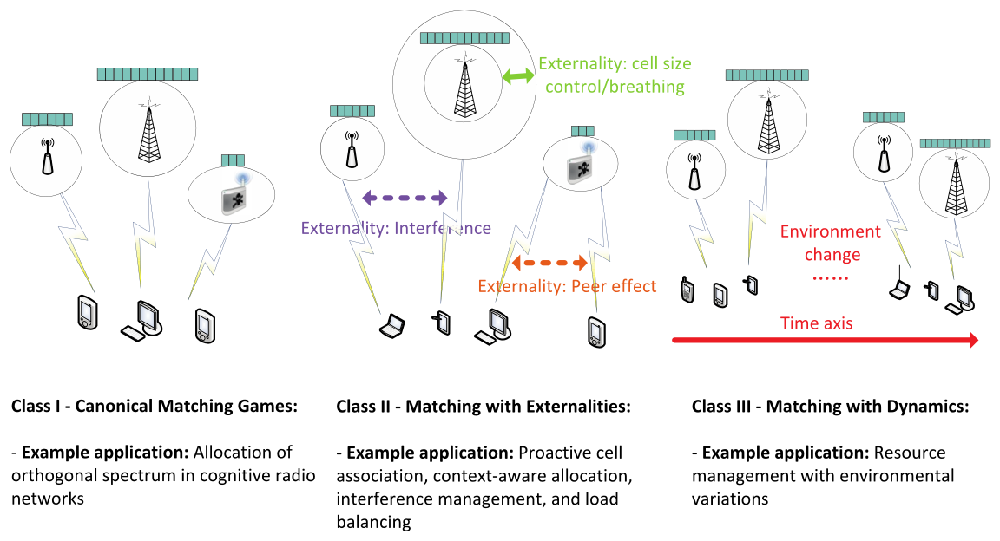 Externality: cell size
control/breathing
Externality: Interference
Externality: Peer effect
Environment
change
......
Time axis
Class I - Canonical Matching Games:
- Example application: Allocation of
orthogonal spectrum in cognitive radio
networks
Class II - Matching with Externalities:
- Example application: Proactive cell
association, context-aware allocation,
interference management, and load
balancing
Class III - Matching with Dynamics:
- Example application: Resource
management with environmental
variations